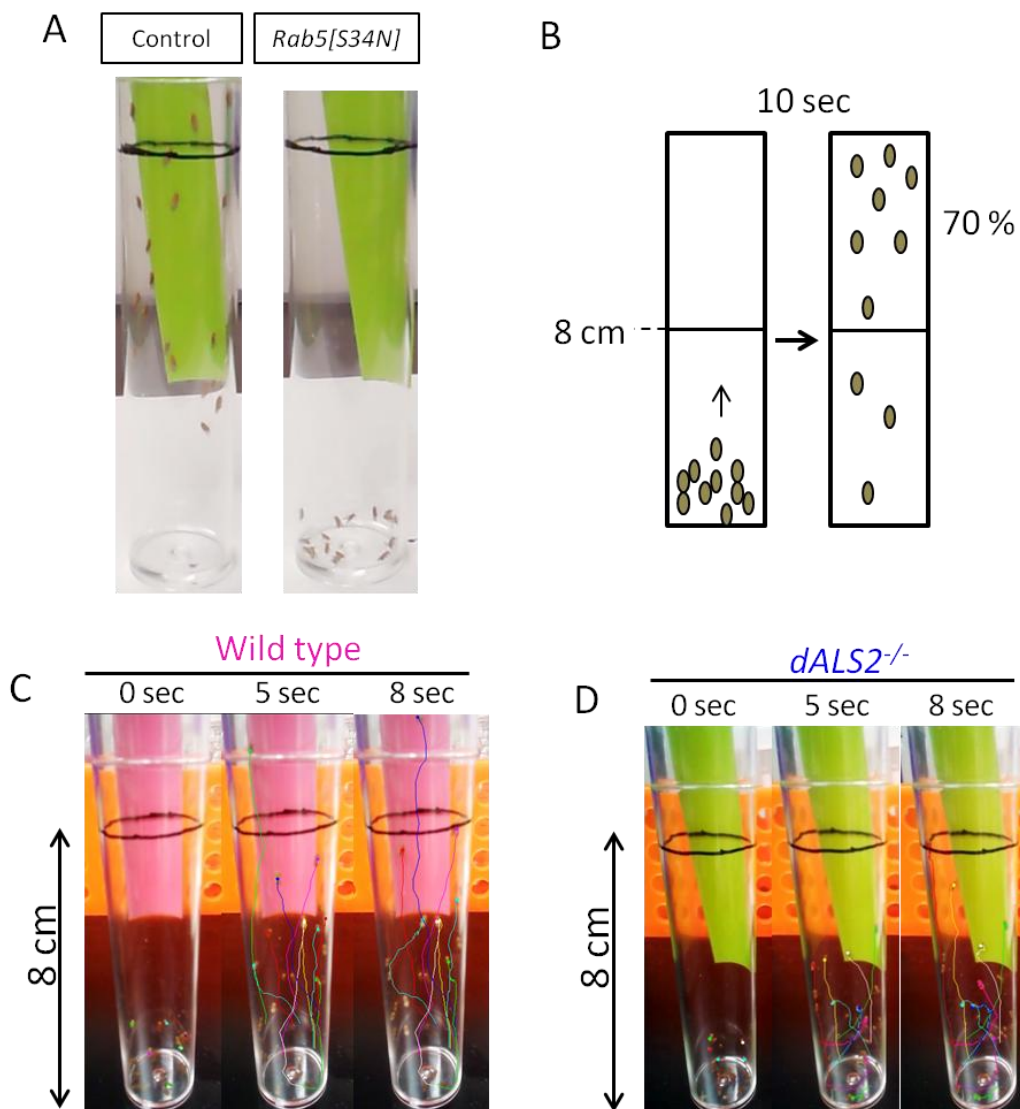 A
Control
Rab5[S34N]
B
10 sec
8 cm
70 %
Wild type
C
0 sec
5 sec
8 sec
8 cm
dALS2-/-
D
0 sec
5 sec
8 sec
8 cm